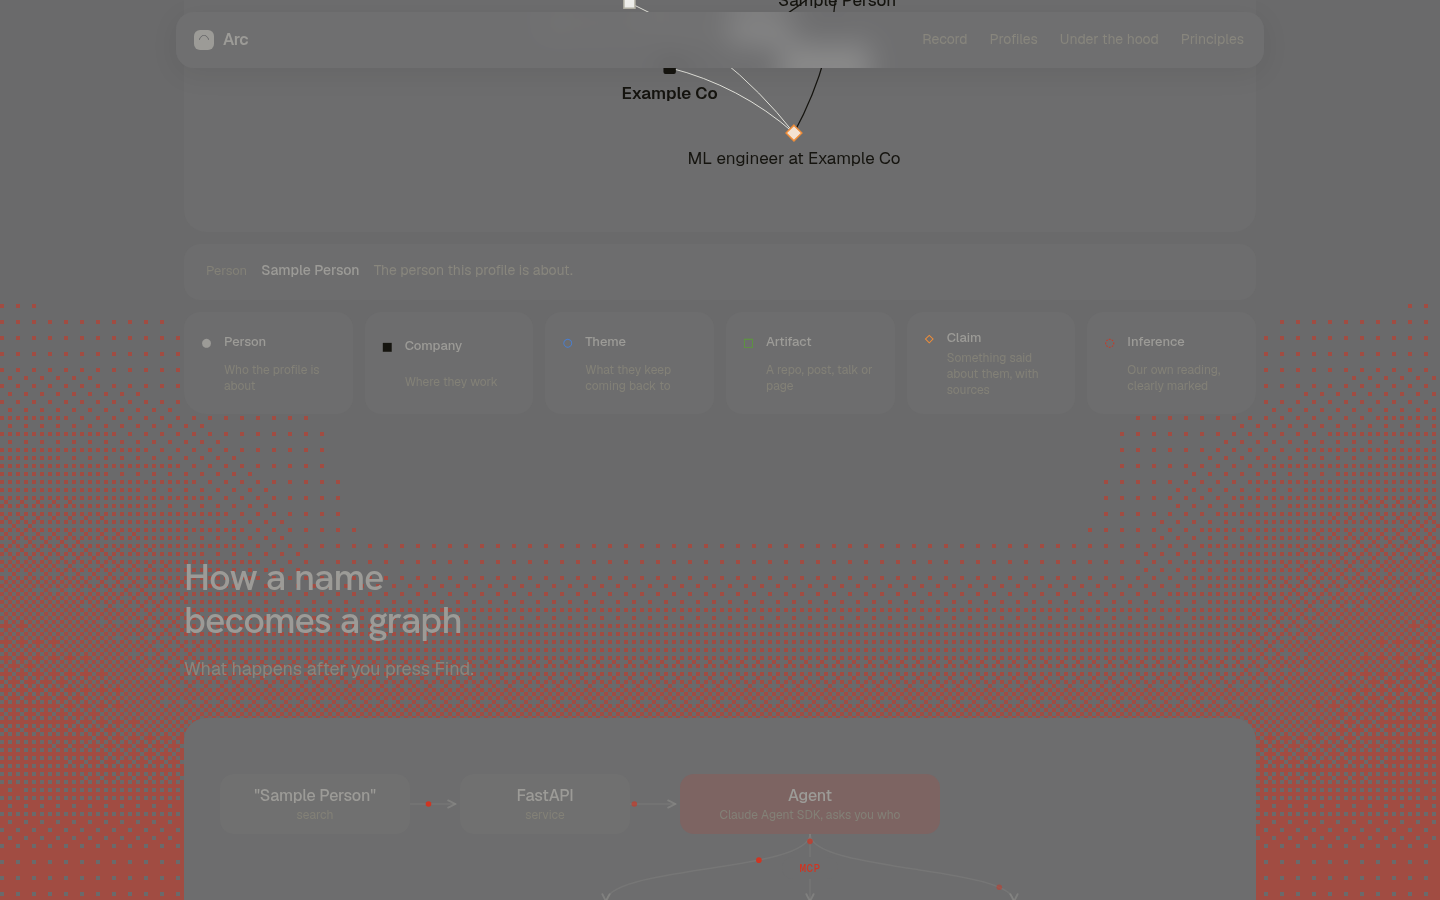 Sample Person
Arc
Record
Profiles
Under the hood
Principles
Example Co
ML engineer at Example Co
Person Sample Person The person this profile is about.
Person
Who the profile is
about
Company
Where they work
Theme
What they keep
coming back to
Artifact
A repo, post, talk or
page
Claim
Something said
about them, with
sources
Inference
Our own reading,
clearly marked
How a name
becomes a graph
What happens after you press Find.
"Sample Person"
search
FastAPI
service
Agent
Claude Agent SDK, asks you who
MCP